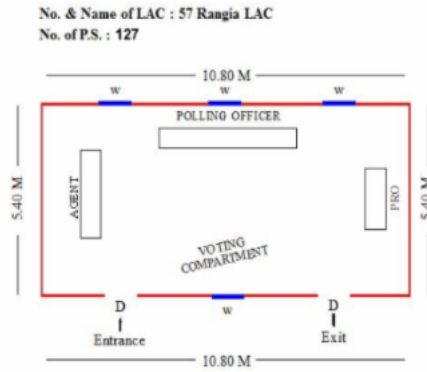 No. & Name of LAC : 57 Rangia LAC
No. of P.S. : 127
10.80 M
w w w
POLLING OFFICER
5.40 M
AGENT
PRO
5.40 M
VOTING
COMPARTMENT
D
w
D
Entrance
Exit
10.80 M